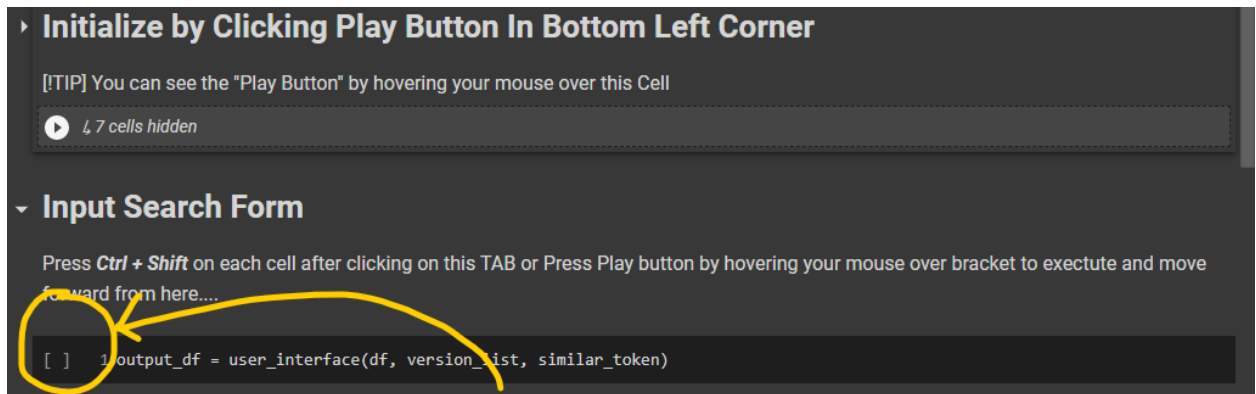 Initialize by Clicking Play Button In Bottom Left Corner
[!TIP] You can see the "Play Button" by hovering your mouse over this Cell
↳ 7 cells hidden
Input Search Form
Press Ctrl + Shift on each cell after clicking on this TAB or Press Play button by hovering your mouse over bracket to exectute and move
forward from here....
[ ] 1 output_df = user_interface(df, version_list, similar_token)